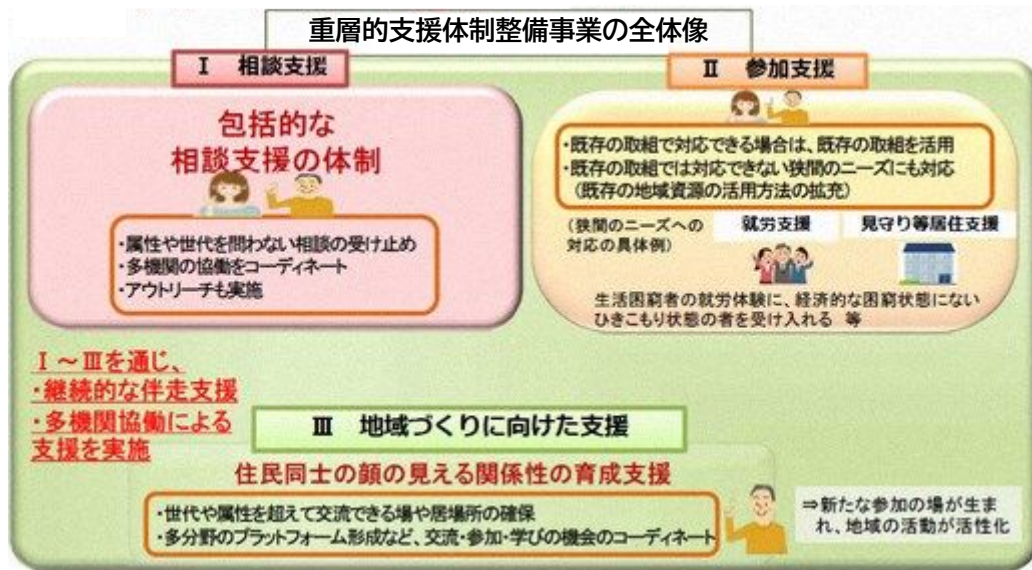 重層的支援体制整備事業の全体像
Ⅰ 相談支援
包括的な
相談支援の体制
・属性や世代を問わない相談の受け止め
・多機関の協働をコーディネート
・アウトリーチも実施
Ⅱ 参加支援
・既存の取組で対応できる場合は、既存の取組を活用
・既存の取組では対応できない狭間のニーズにも対応
(既存の地域資源の活用方法の拡充)
(狭間のニーズへの
対応の具体例)
就労支援
見守り等居住支援
生活困窮者の就労体験に、経済的な困窮状態にない
ひきこもり状態の者を受け入れる 等
Ⅰ～Ⅲを通じ、
・継続的な伴走支援
・多機関協働による
支援を実施
Ⅲ 地域づくりに向けた支援
住民同士の顔の見える関係性の育成支援
・世代や属性を超えて交流できる場や居場所の確保
・多分野のプラットフォーム形成など、交流・参加・学びの機会のコーディネート
⇒新たな参加の場が生ま
れ、地域の活動が活性化